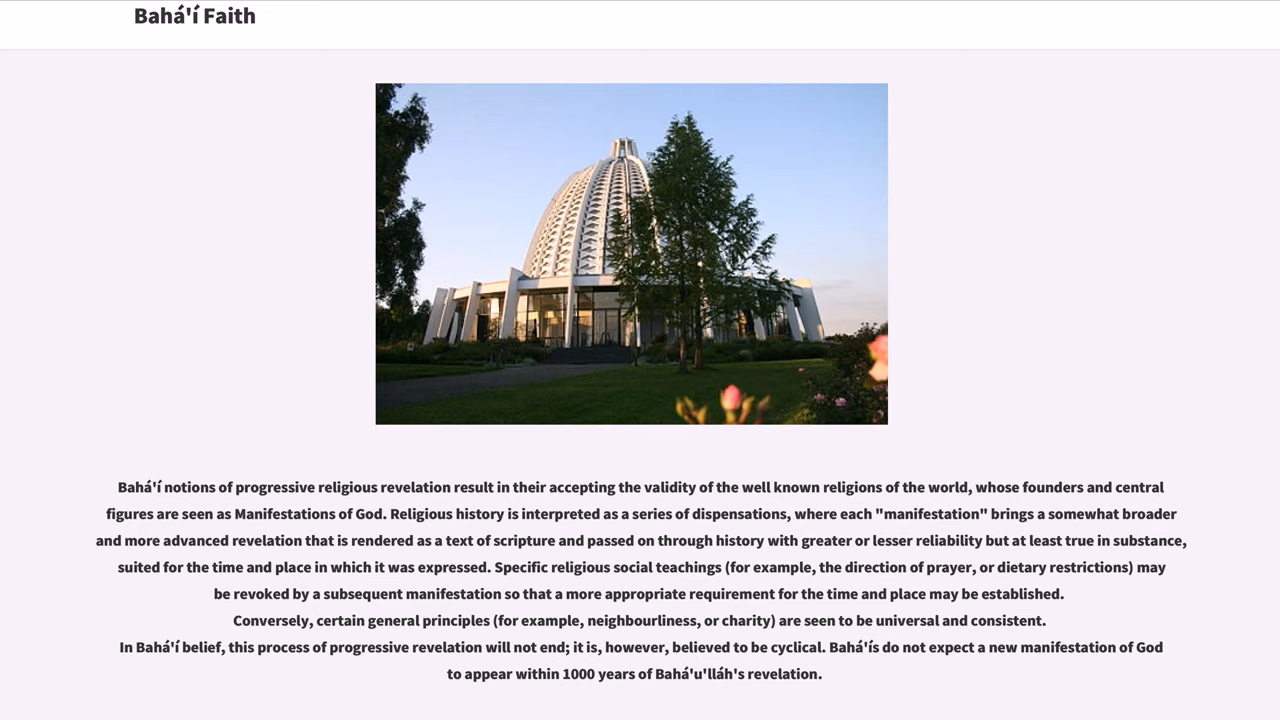 Bahá'í Faith
Bahá'í notions of progressive religious revelation result in their accepting the validity of the well known religions of the world, whose founders and central
figures are seen as Manifestations of God. Religious history is interpreted as a series of dispensations, where each "manifestation" brings a somewhat broader
and more advanced revelation that is rendered as a text of scripture and passed on through history with greater or lesser reliability but at least true in substance,
suited for the time and place in which it was expressed. Specific religious social teachings (for example, the direction of prayer, or dietary restrictions) may
be revoked by a subsequent manifestation so that a more appropriate requirement for the time and place may be established.
Conversely, certain general principles (for example, neighbourliness, or charity) are seen to be universal and consistent.
In Bahá'í belief, this process of progressive revelation will not end; it is, however, believed to be cyclical. Bahá'ís do not expect a new manifestation of God
to appear within 1000 years of Bahá'u'lláh's revelation.